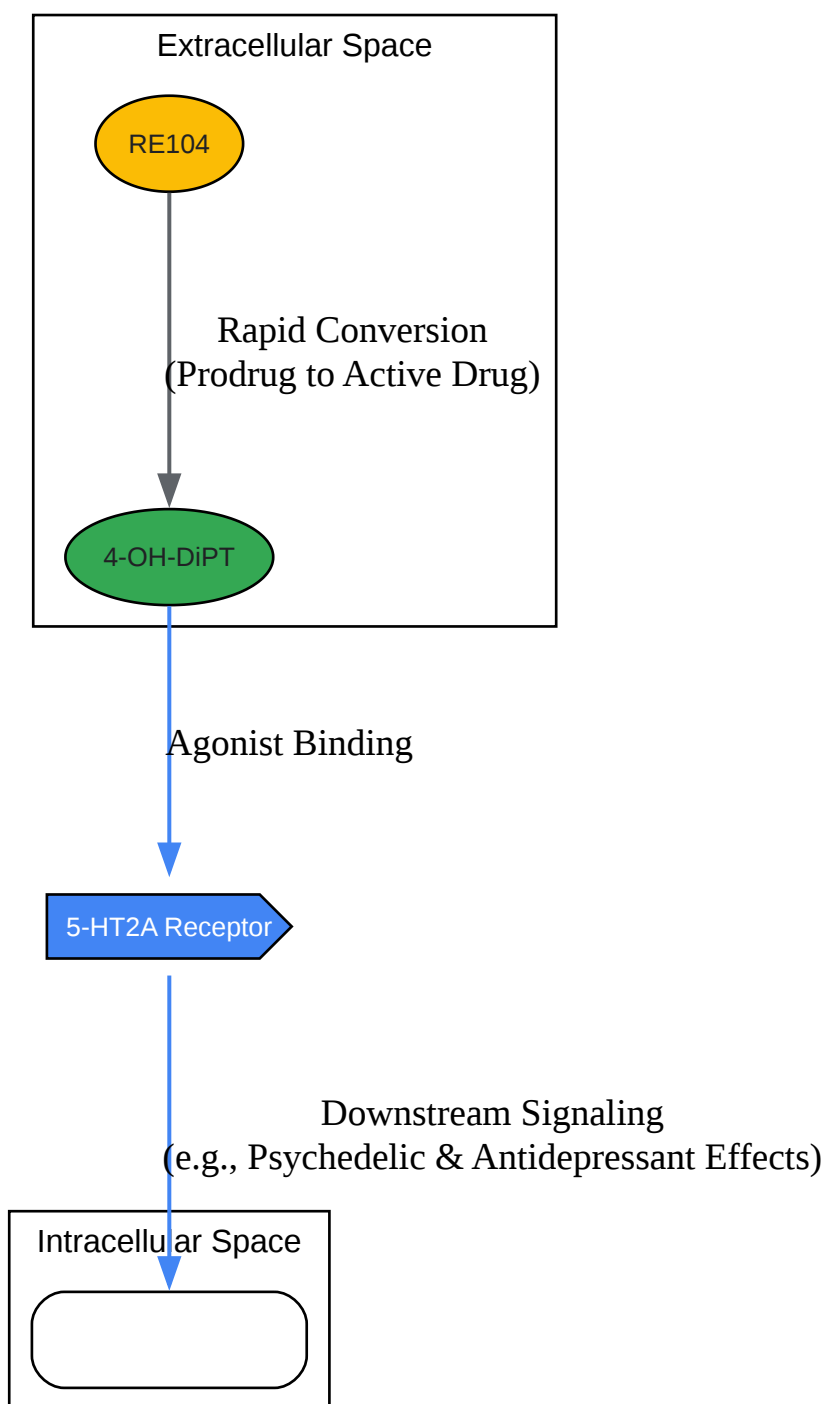 Extracellular Space
RE104
Rapid Conversion
(Prodrug to Active Drug)
4-OH-DiPT
Agonist Binding
5-HT2A Receptor
Downstream Signaling
(e.g., Psychedelic & Antidepressant Effects)
Intracellular Space